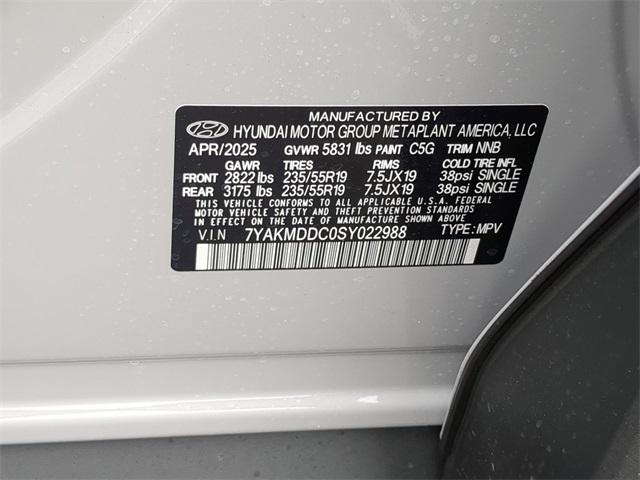 MANUFACTURED BY
HYUNDAI MOTOR GROUP METAPLANT AMERICA, LLC
APR/2025 GVWR 5831 lbs PAINT C5G TRIM NNB
GAWR TIRES RIMS COLD TIRE INFL
FRONT 2822 lbs 235/55R19 7.5JX19 38psi SINGLE
REAR 3175 lbs 235/55R19 7.5JX19 38psi SINGLE
THIS VEHICLE CONFORMS TO ALL APPLICABLE U.S.A. FEDERAL
MOTOR VEHICLE SAFETY, BUMPER, AND THEFT PREVENTION
STANDARDS IN EFFECT ON THE DATE OF MANUFACTURE SHOWN ABOVE
V.I.N 7YAKMDDC0SY022988 TYPE: MPV